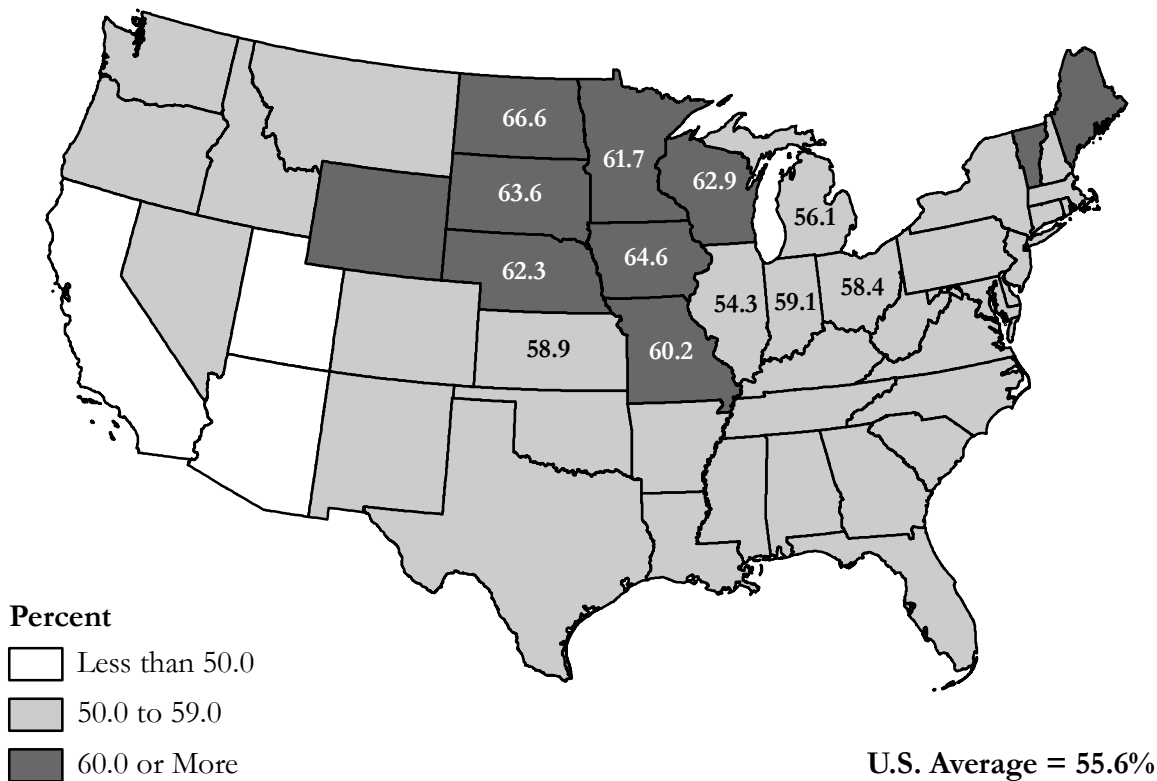 66.6
61.7
62.9
63.6
56.1
64.6
62.3
58.4
54.3
59.1
58.9
60.2
Percent
Less than 50.0
50.0 to 59.0
60.0 or More
U.S. Average = 55.6%